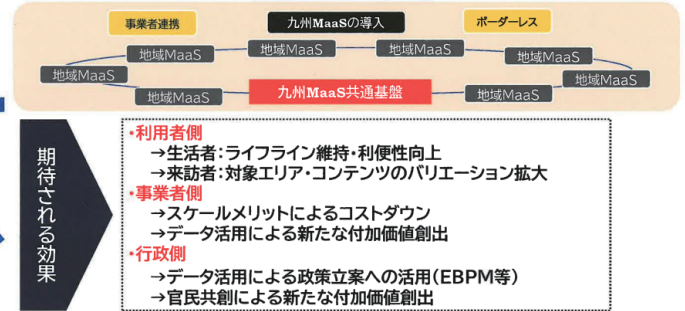 事業者連携
九州MaaSの導入
ボーダーレス
地域MaaS
地域MaaS
地域MaaS
地域MaaS
地域MaaS
地域MaaS
地域MaaS
九州MaaS共通基盤
地域MaaS
期待される効果
・利用者側
→生活者：ライフライン維持・利便性向上
→来訪者：対象エリア・コンテンツのバリエーション拡大
・事業者側
→スケールメリットによるコストダウン
→データ活用による新たな付加価値創出
・行政側
→データ活用による政策立案への活用（EBPM等）
→官民共創による新たな付加価値創出